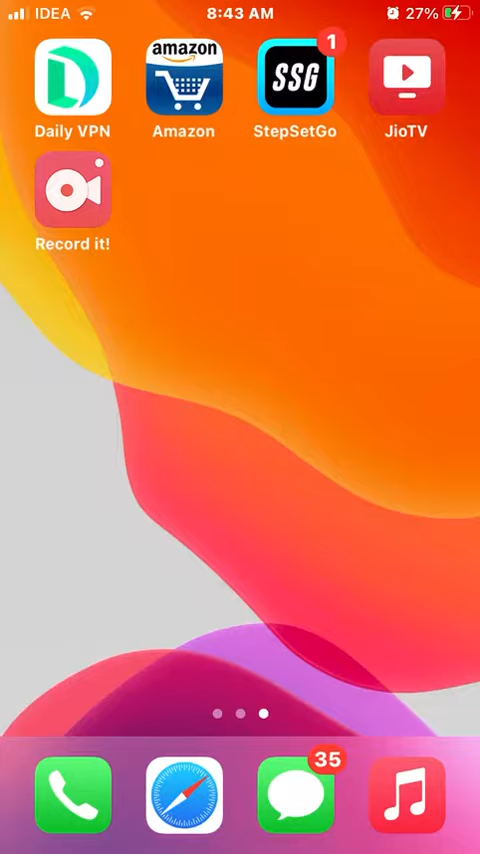 IDEA 8:43 AM 27%
amazon
SSG
1
Daily VPN Amazon StepSetGo JioTV
Record it!
35